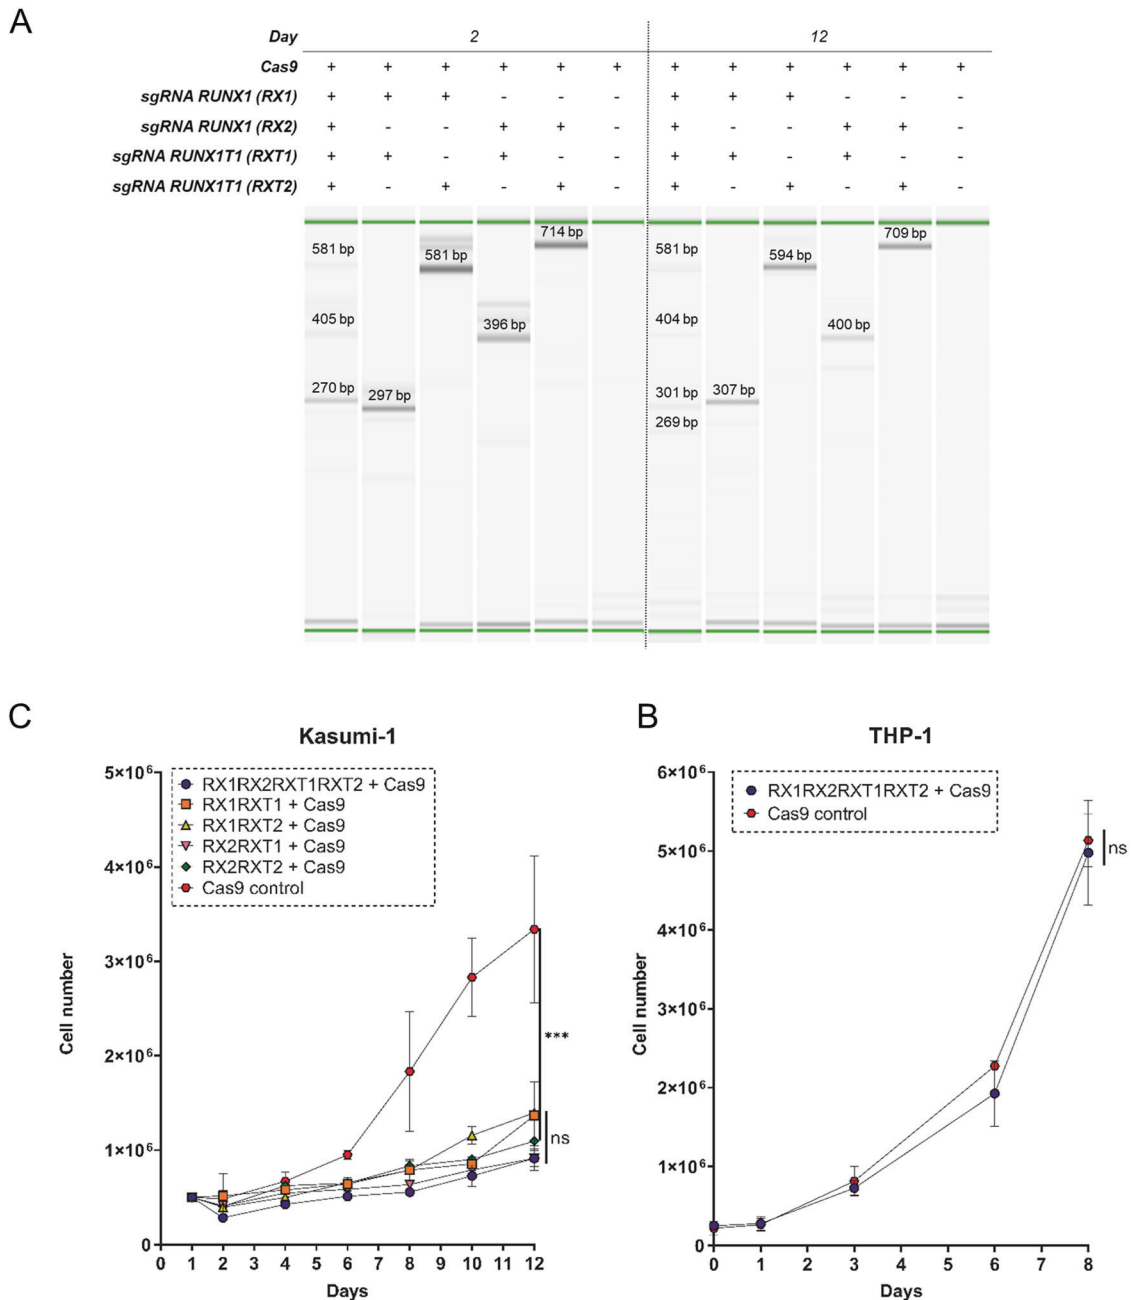 A
Day 2 12
Cas9 + + + + + + + + + + + +
sgRNA RUNX1 (RX1) + + + - - - + + + - - -
sgRNA RUNX1 (RX2) + - - + + - + - - + + -
sgRNA RUNX1T1 (RXT1) + + - + - - + + - + - -
sgRNA RUNX1T1 (RXT2) + - + - + - + - + - + -
714 bp 709 bp
581 bp 581 bp 581 bp 594 bp
405 bp 396 bp 404 bp 400 bp
270 bp 297 bp 301 bp 307 bp
269 bp
C
Kasumi-1
5×10⁶
4×10⁶
3×10⁶
2×10⁶
1×10⁶
0
Cell number
RX1RX2RXT1RXT2 + Cas9
RX1RXT1 + Cas9
RX1RXT2 + Cas9
RX2RXT1 + Cas9
RX2RXT2 + Cas9
Cas9 control
***
ns
0 1 2 3 4 5 6 7 8 9 10 11 12
Days
B
THP-1
6×10⁶
5×10⁶
4×10⁶
3×10⁶
2×10⁶
1×10⁶
0
Cell number
RX1RX2RXT1RXT2 + Cas9
Cas9 control
ns
0 1 2 3 4 5 6 7 8
Days